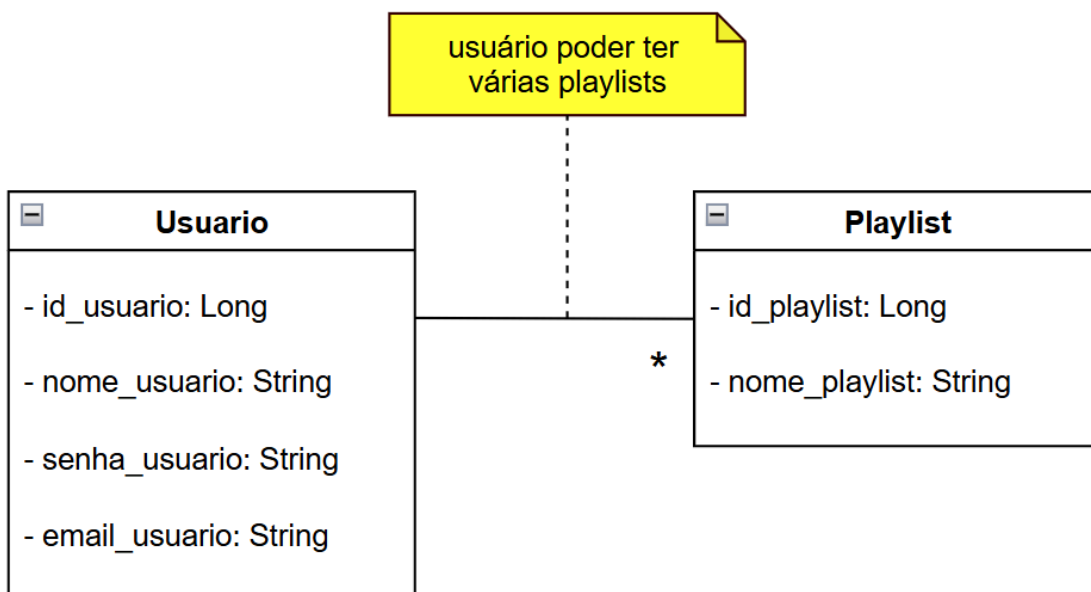 usuário poder ter
várias playlists
Usuario
- id_usuario: Long
- nome_usuario: String
- senha_usuario: String
- email_usuario: String
*
Playlist
- id_playlist: Long
- nome_playlist: String